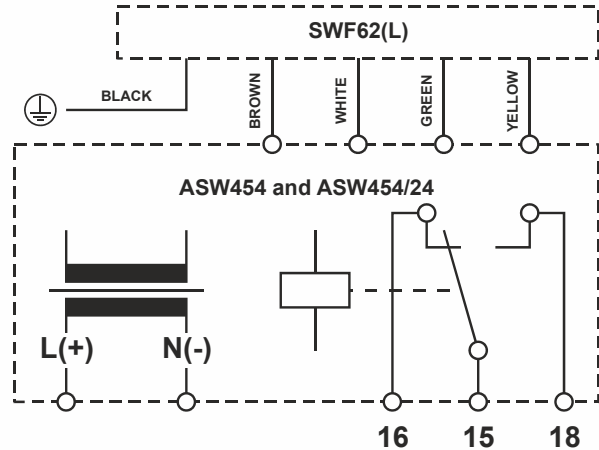 SWF62(L)
BLACK
BROWN
WHITE
GREEN
YELLOW
ASW454 and ASW454/24
L(+)
N(-)
16
15
18